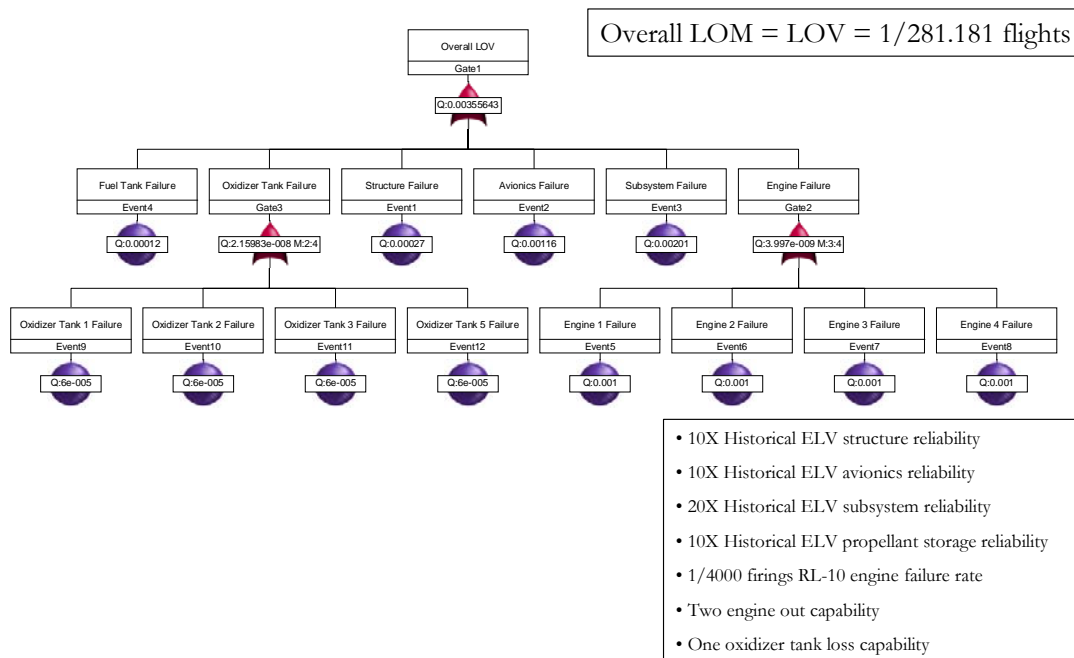 Overall LOM = LOV = 1/281.181 flights
Overall LOV
Gate1
Q:0.00355643
Fuel Tank Failure
Event4
Q:0.00012
Oxidizer Tank Failure
Gate3
Q:2.15983e-008 M:2:4
Structure Failure
Event1
Q:0.00027
Avionics Failure
Event2
Q:0.00116
Subsystem Failure
Event3
Q:0.00201
Engine Failure
Gate2
Q:3.997e-009 M:3:4
Oxidizer Tank 1 Failure
Event9
Q:6e-005
Oxidizer Tank 2 Failure
Event10
Q:6e-005
Oxidizer Tank 3 Failure
Event11
Q:6e-005
Oxidizer Tank 5 Failure
Event12
Q:6e-005
Engine 1 Failure
Event5
Q:0.001
Engine 2 Failure
Event6
Q:0.001
Engine 3 Failure
Event7
Q:0.001
Engine 4 Failure
Event8
Q:0.001
• 10X Historical ELV structure reliability
• 10X Historical ELV avionics reliability
• 20X Historical ELV subsystem reliability
• 10X Historical ELV propellant storage reliability
• 1/4000 firings RL-10 engine failure rate
• Two engine out capability
• One oxidizer tank loss capability